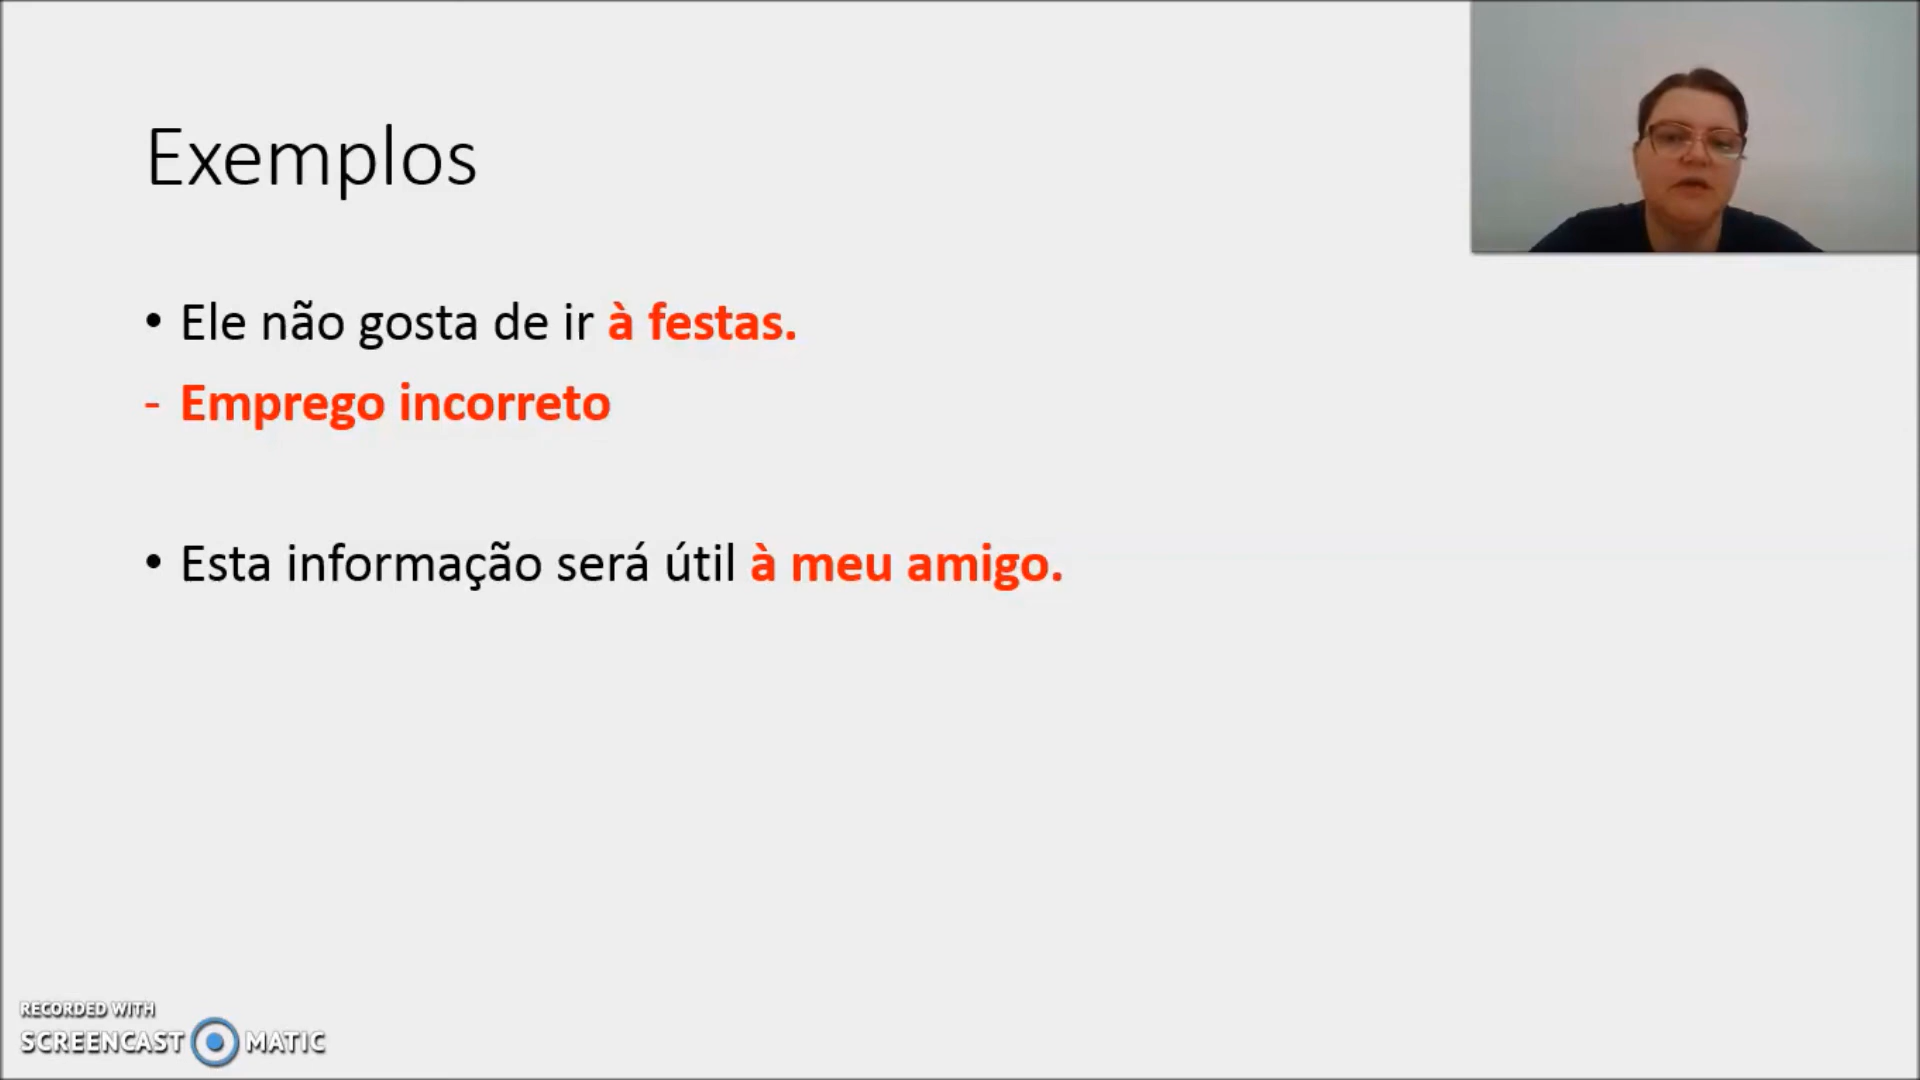 Exemplos
• Ele não gosta de ir à festas.
- Emprego incorreto
• Esta informação será útil à meu amigo.
RECORDED WITH
SCREENCAST MATIC